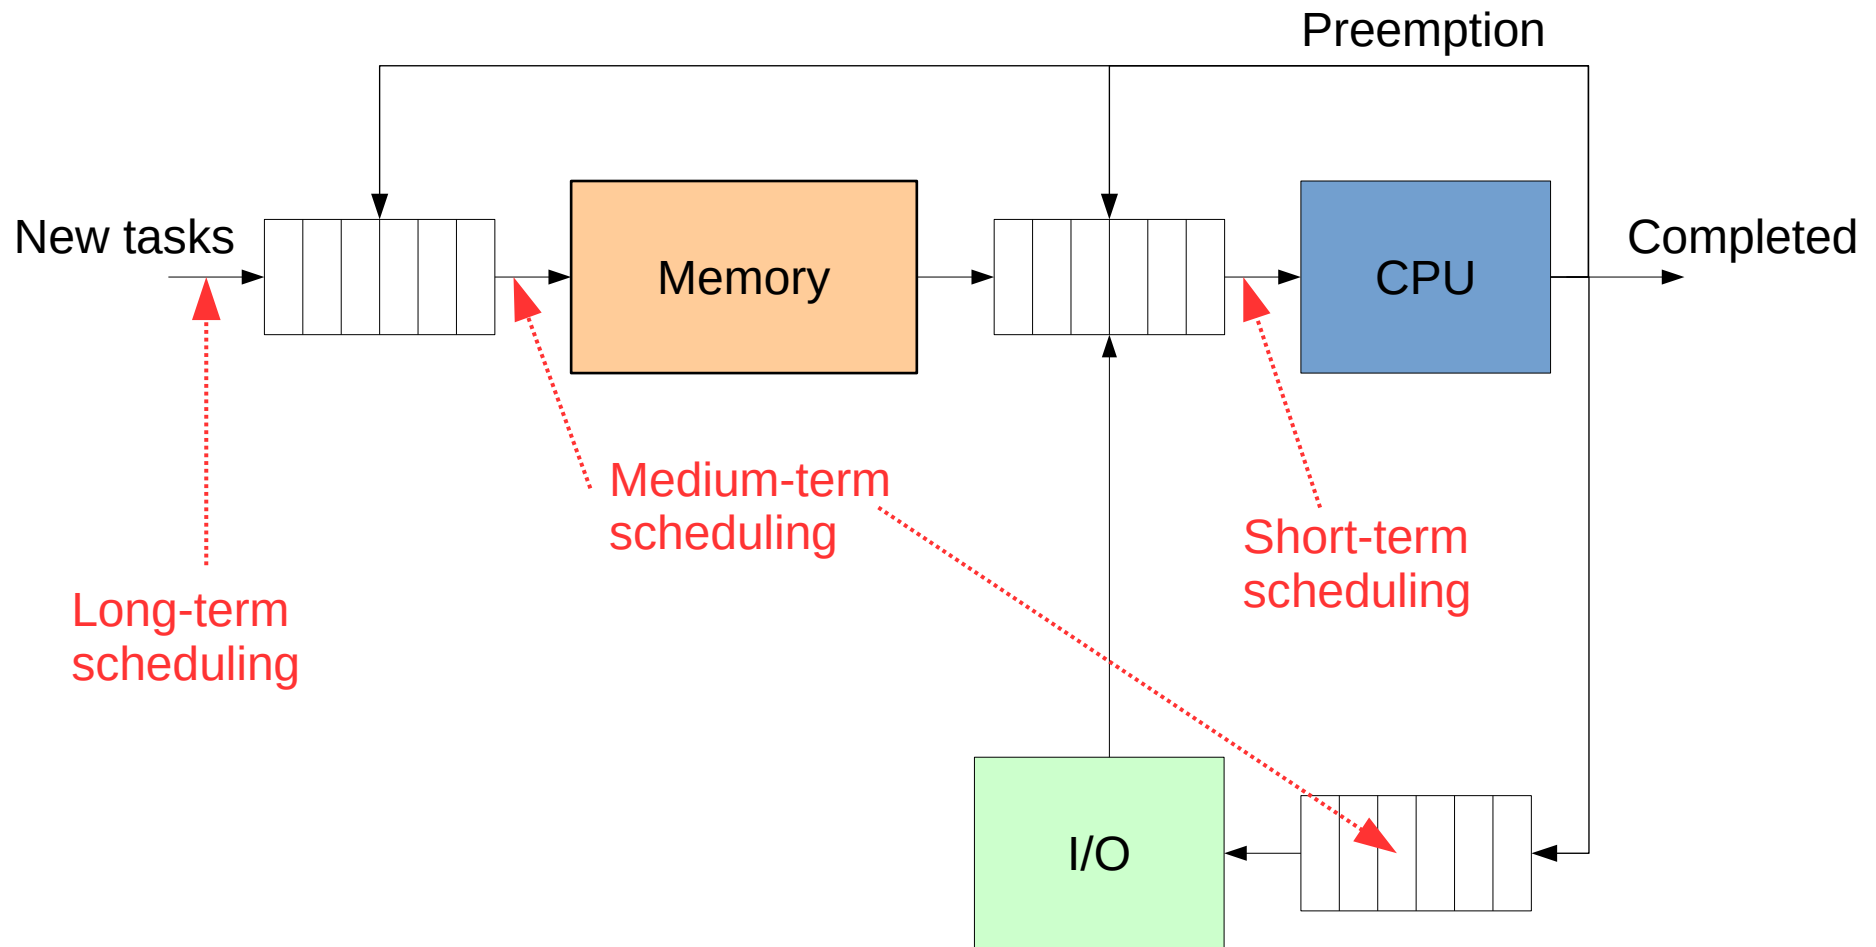 Preemption
New tasks
Memory
CPU
Completed
Medium-term
scheduling
Short-term
scheduling
Long-term
scheduling
I/O